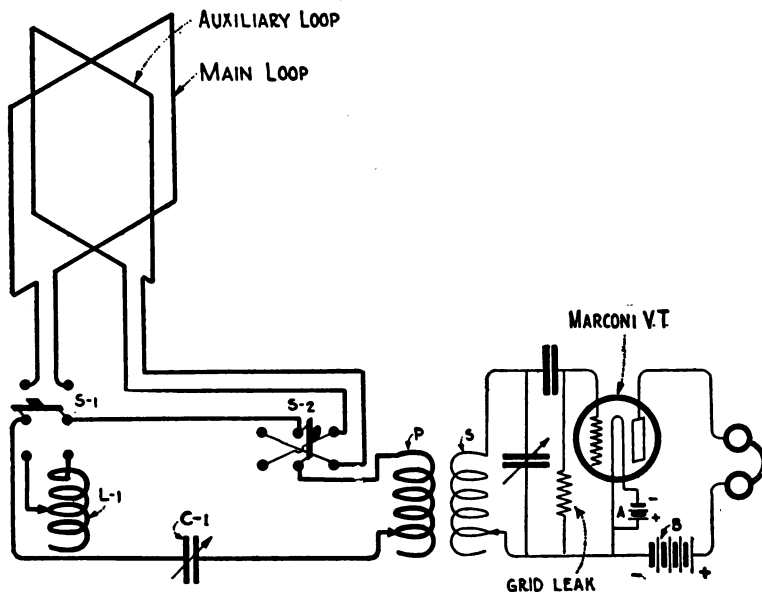 AUXILIARY LOOP
MAIN LOOP
MARCONI V.T.
S-1
S-2
P
S
L-1
C-1
A
-
+
B
-
+
GRID LEAK